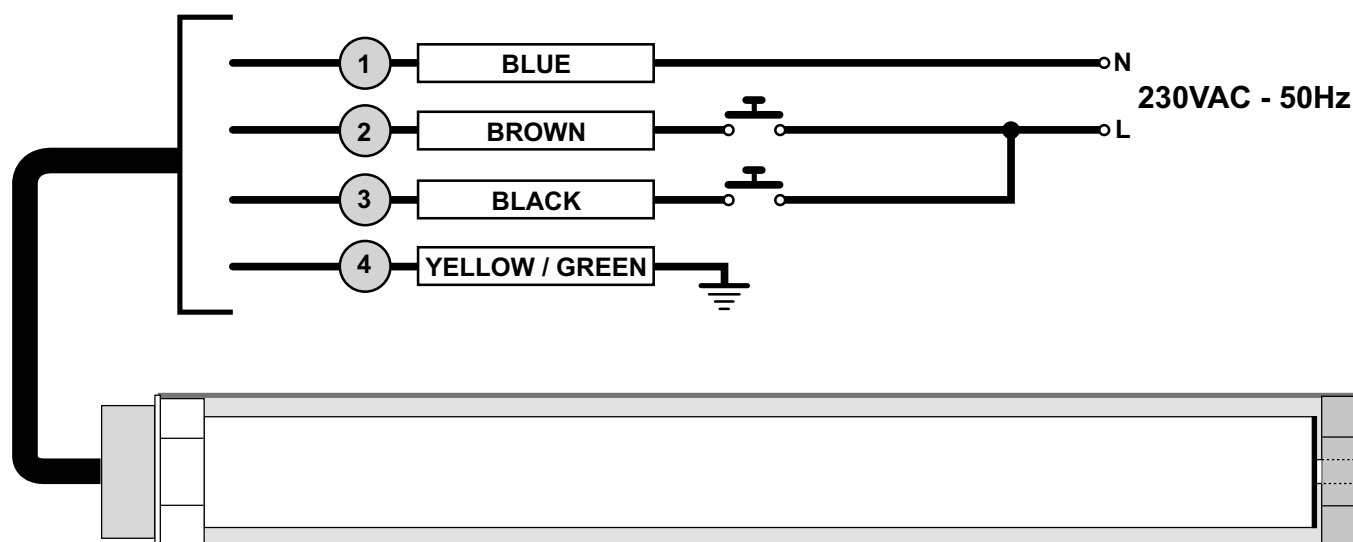 1 BLUE N
230VAC - 50Hz
2 BROWN L
3 BLACK
4 YELLOW / GREEN